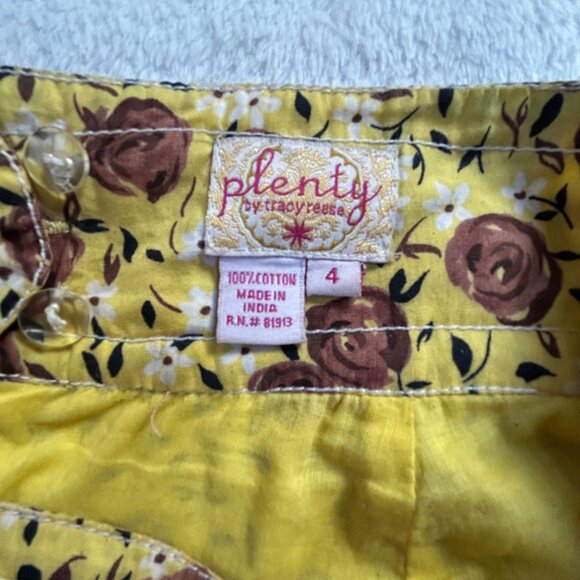 plenty
by tracy reese
100% COTTON
MADE IN
INDIA
R.N.# 81913
4